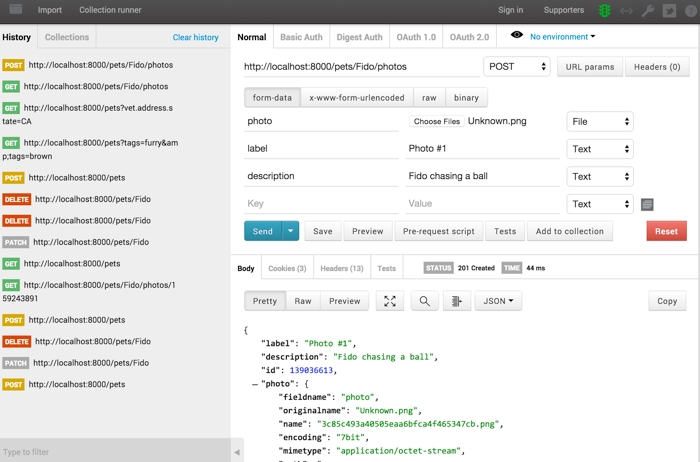 Import Collection runner Sign in Supporters
History Collections Clear history
POST http://localhost:8000/pets/Fido/photos
GET http://localhost:8000/pets/Fido/photos
GET http://localhost:8000/pets?vet.address.s
tate=CA
GET http://localhost:8000/pets?tags=furry&am
p;tags=brown
POST http://localhost:8000/pets
DELETE http://localhost:8000/pets/Fido
DELETE http://localhost:8000/pets/Fido
PATCH http://localhost:8000/pets/Fido
GET http://localhost:8000/pets
GET http://localhost:8000/pets/Fido/photos/1
59243891
POST http://localhost:8000/pets
DELETE http://localhost:8000/pets/Fido
PATCH http://localhost:8000/pets/Fido
POST http://localhost:8000/pets
Type to filter
Normal Basic Auth Digest Auth OAuth 1.0 OAuth 2.0 No environment
http://localhost:8000/pets/Fido/photos POST URL params Headers (0)
form-data x-www-form-urlencoded raw binary
photo Choose Files Unknown.png File
label Photo #1 Text
description Fido chasing a ball Text
Key Value Text
Send Save Preview Pre-request script Tests Add to collection Reset
Body Cookies (3) Headers (13) Tests STATUS 201 Created TIME 44 ms
Pretty Raw Preview JSON Copy
{
"label": "Photo #1",
"description": "Fido chasing a ball",
"id": 139036613,
"photo": {
"fieldname": "photo",
"originalname": "Unknown.png",
"name": "3c85c493a40505eaa6bfca4f465347cb.png",
"encoding": "7bit",
"mimetype": "application/octet-stream",